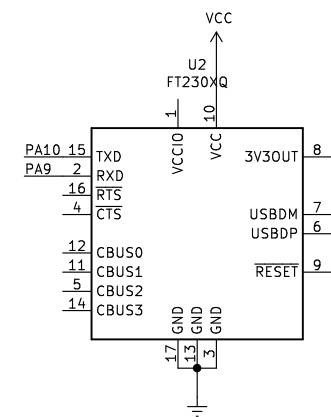 VCC
U2
FT230XQ
1 VCCIO
10 VCC
PA10 15 TXD
3V3OUT 8
PA9 2 RXD
16 RTS
4 CTS
USBDM 7
USBDP 6
12 CBUS0
11 CBUS1
RESET 9
5 CBUS2
14 CBUS3
GND GND GND
17 13 3